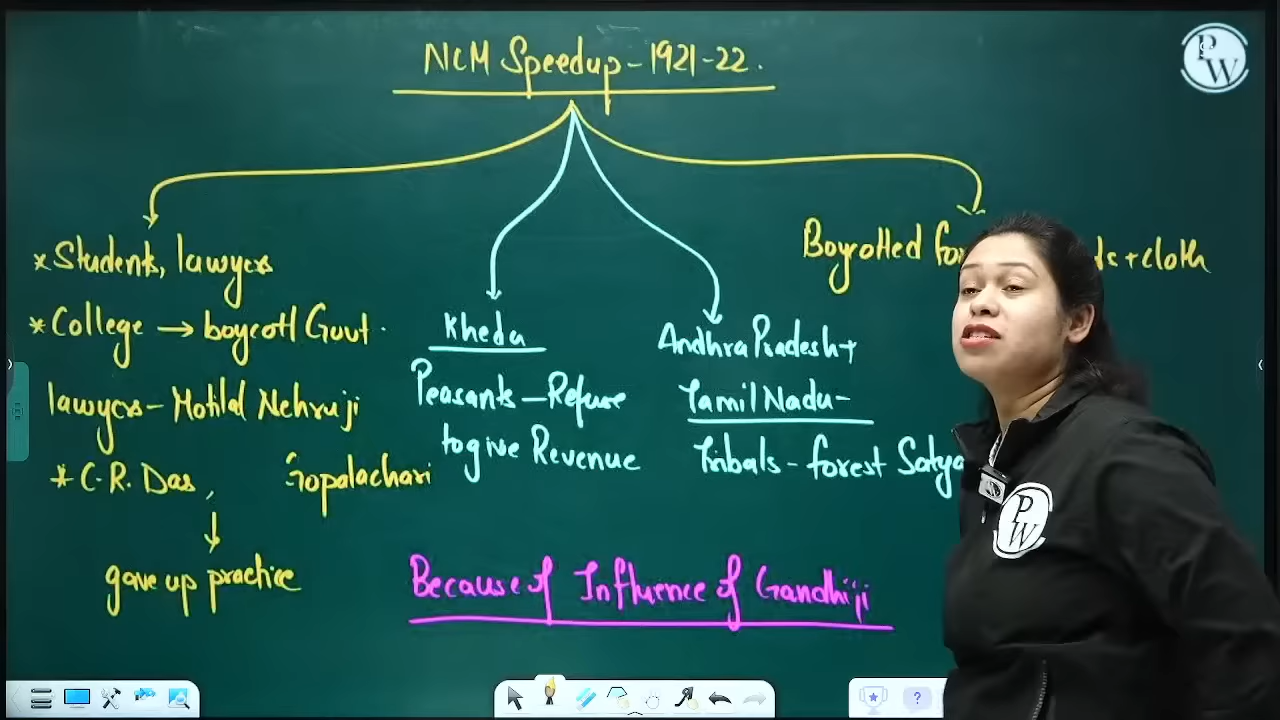 NCM Speedup - 1921-22.
PW
* Students, lawyers
* College → boycott Govt.
lawyers - Motilal Nehruji
* C.R. Das, Gopalachari
gave up practice
Kheda
Peasants - Refuse
to give Revenue
Andhra Pradesh +
Tamil Nadu -
Tribals - forest Satya
Boycotted ds + cloth
Because of Influence of Gandhiji
PW